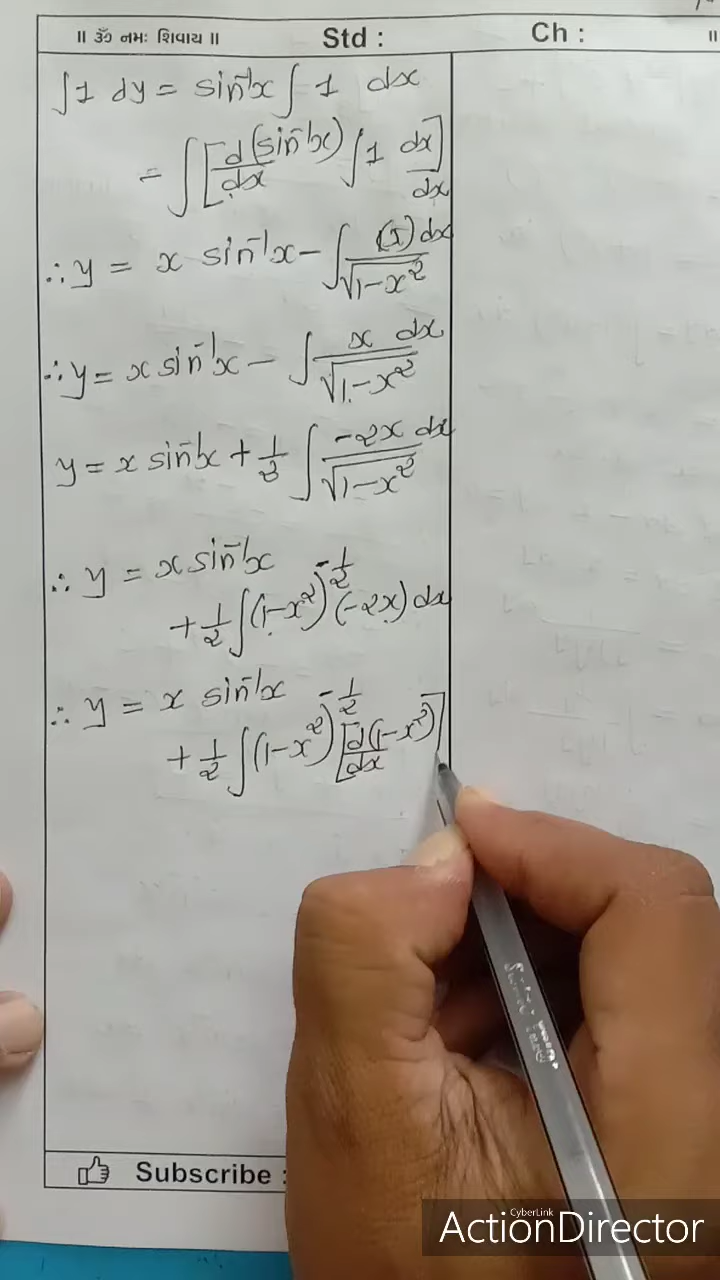 ॥ ॐ નમઃ શિવાય ॥ Std : Ch : ॥
∫1 dy = sin⁻¹x ∫ 1 dx
= ∫[d/dx (sin⁻¹x) ∫1 dx] dx
∴ y = x sin⁻¹x - ∫ (x) dx / √1-x²
∴ y = x sin⁻¹x - ∫ x dx / √1-x²
y = x sin⁻¹x + 1/2 ∫ -2x dx / √1-x²
∴ y = x sin⁻¹x
+ 1/2 ∫(1-x²)^-1/2 (-2x) dx
∴ y = x sin⁻¹x
+ 1/2 ∫(1-x²)^-1/2 [d/dx (1-x²)]
Subscribe :
CyberLink
ActionDirector